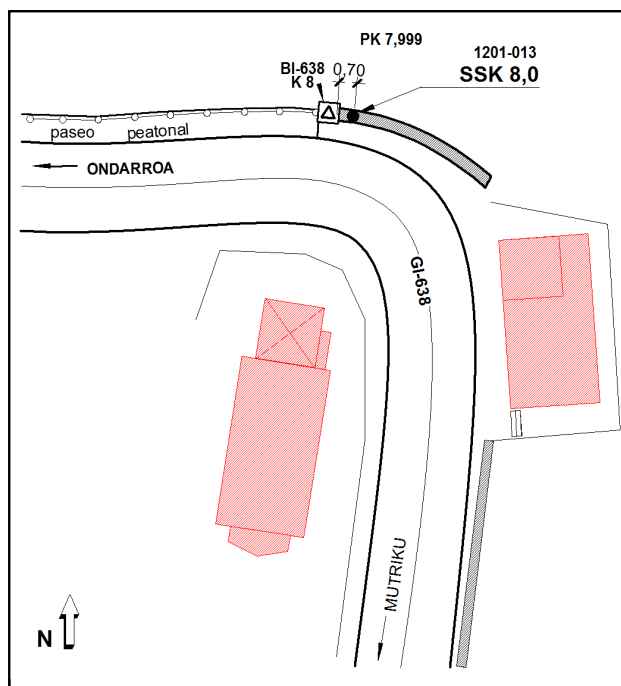 PK 7,999
1201-013
SSK 8,0
BI-638
K 8
0,70
paseo peatonal
ONDARROA
GI-638
MUTRIKU
N